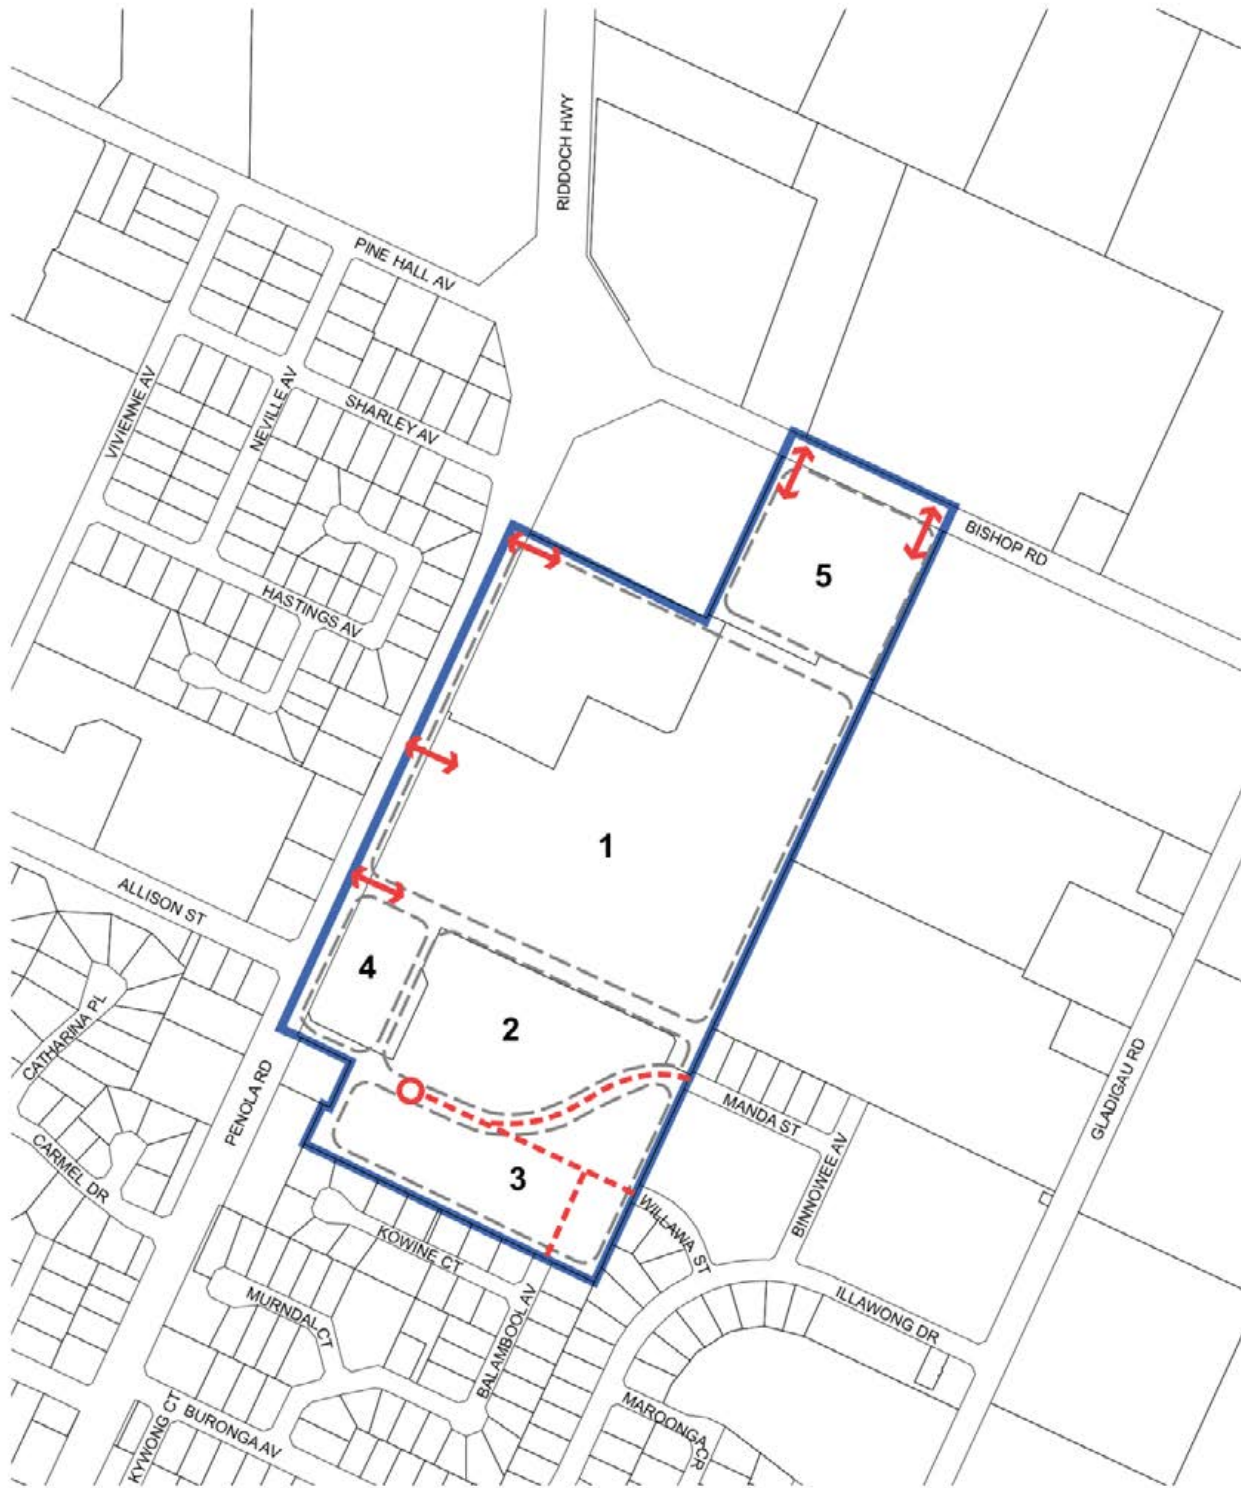 RIDDOCH HWY
PINE HALL AV
VIVIENNE AV
NEVILLE AV
SHARLEY AV
HASTINGS AV
BISHOP RD
5
1
ALLISON ST
4
2
CATHARINA PL
PENOLA RD
CARMEL DR
3
MANDA ST
BINNOWEE AV
GLADIGAU RD
WILLAWA ST
KOWINE CT
MURNDAL CT
BALAMBOOL AV
ILLAWONG DR
MAROONGA CR
KYWONG CT
BURONGA AV